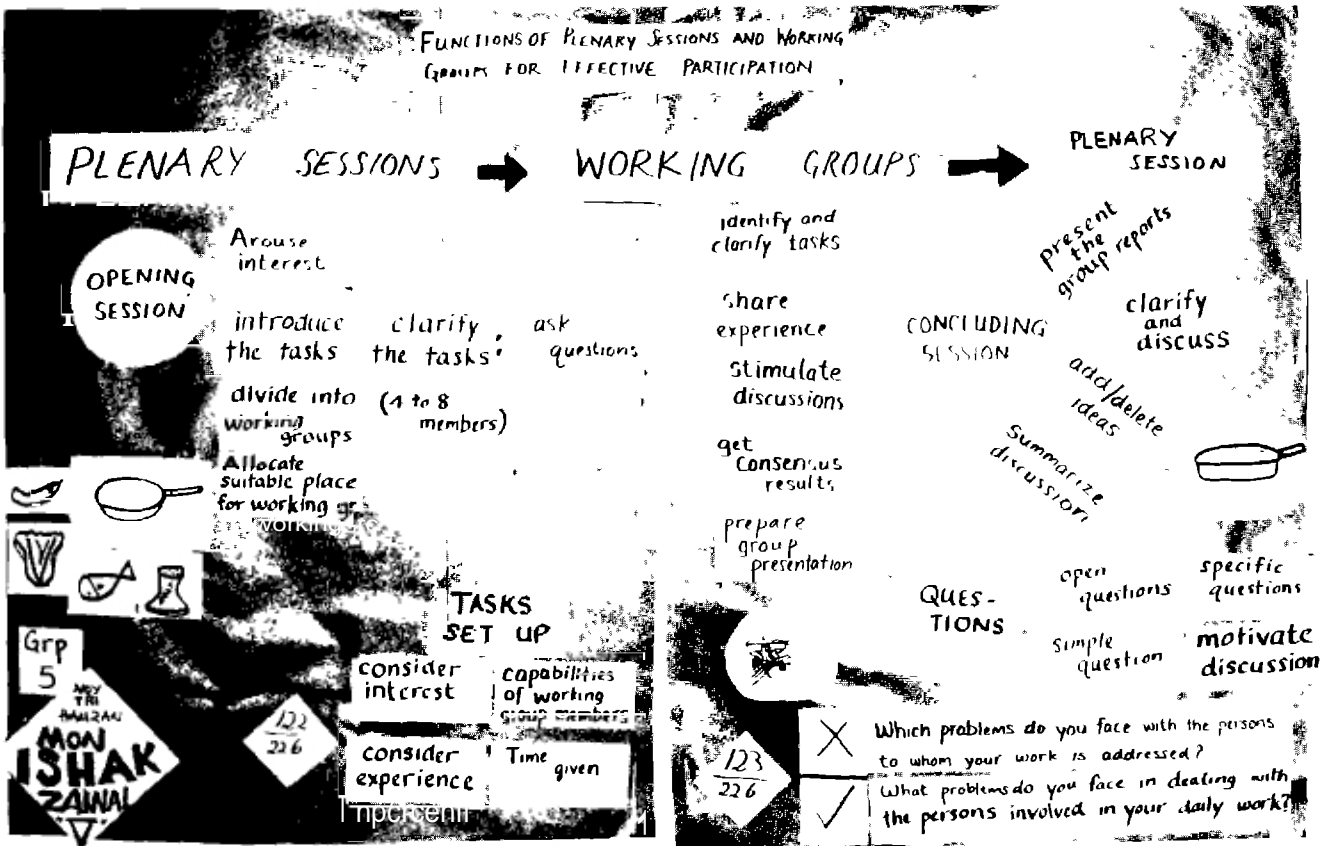 FUNCTIONS OF PLENARY SESSIONS AND WORKING
GROUPS FOR EFFECTIVE PARTICIPATION
PLENARY SESSIONS
WORKING GROUPS
PLENARY
SESSION
OPENING
SESSION
Arouse
interest
introduce
the tasks
clarify
the tasks:
ask
questions
divide into
working
groups
(4 to 8
members)
Allocate
suitable place
for working
working
identify and
clarify tasks
share
experience
stimulate
discussions
get
consensus
results
prepare
group
presentation
CONCLUDING
SESSION
present
the
group reports
clarify
and
discuss
add/delete
ideas
Summarize
discussion
TASKS
SET UP
consider
interest
capabilities
of working
group members
consider
experience
Time
given
QUES-
TIONS
open
questions
specific
questions
simple
question
motivate
discussion
Grp
5
TRI
MON
ISHAK
122
226
123
226
Which problems do you face with the persons
to whom your work is addressed?
What problems do you face in dealing with
the persons involved in your daily work?